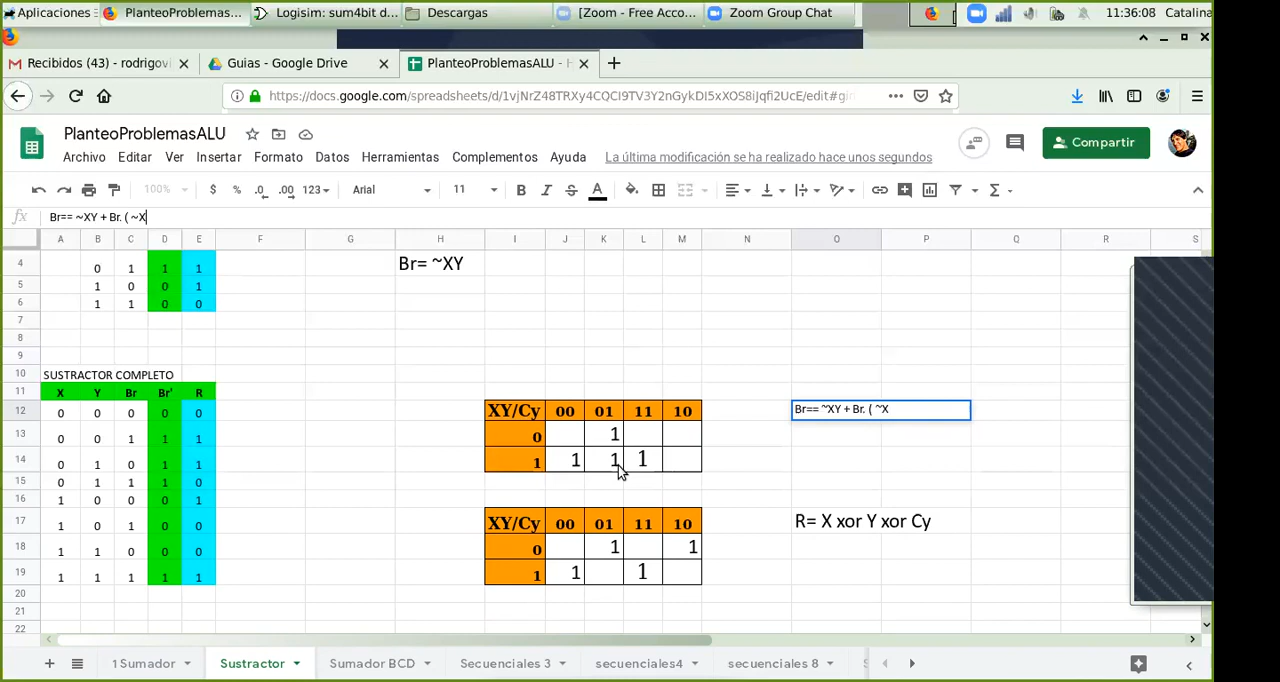 Aplicaciones PlanteoProblemas... Logisim: sum4bit d... Descargas [Zoom - Free Acco... Zoom Group Chat 11:36:08 Catalina
Recibidos (43) - rodrigovi Guias - Google Drive PlanteoProblemasALU - H
https://docs.google.com/spreadsheets/d/1vjNrZ48TRXy4CQCI9TV3Y2nGykDI5xXOS8iJqfi2UcE/edit#gi
PlanteoProblemasALU
Archivo Editar Ver Insertar Formato Datos Herramientas Complementos Ayuda La última modificación se ha realizado hace unos segundos Compartir
100% $ % .0 .00 123 Arial 11 B I S A
fx Br== ~XY + Br. ( ~X
A B C D E F G H I J K L M N O P Q R S
4 0 1 1 1 Br= ~XY
5 1 0 0 1
6 1 1 0 0
7
8
9
10 SUSTRACTOR COMPLETO
11 X Y Br Br' R
12 0 0 0 0 0 XY/Cy 00 01 11 10 Br== ~XY + Br. ( ~X
13 0 0 1 1 1 0 1
14 0 1 0 1 1 1 1 1 1
15 0 1 1 1 0
16 1 0 0 0 1
17 1 0 1 0 0 XY/Cy 00 01 11 10 R= X xor Y xor Cy
18 1 1 0 0 0 0 1 1
19 1 1 1 1 1 1 1 1
20
21
22
1 Sumador Sustractor Sumador BCD Secuenciales 3 secuenciales4 secuenciales 8